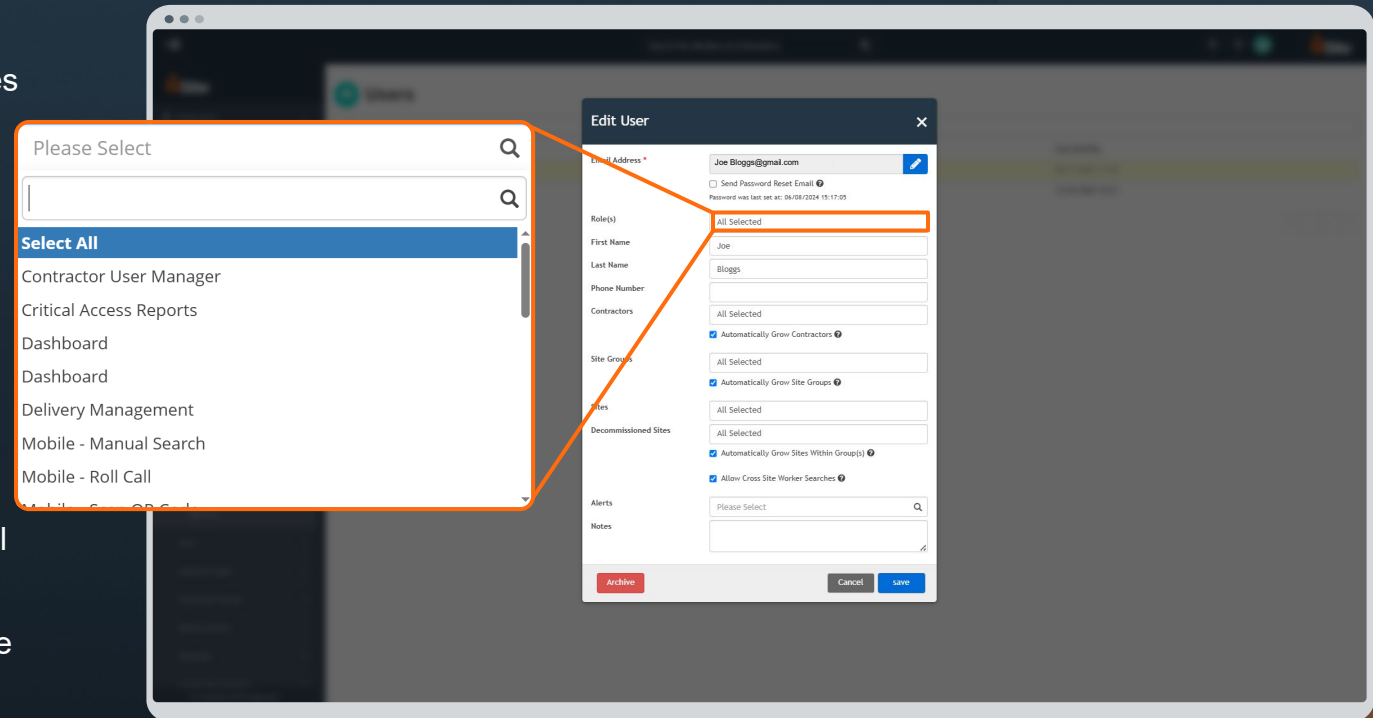 es
l
e
Please Select
Select All
Contractor User Manager
Critical Access Reports
Dashboard
Dashboard
Delivery Management
Mobile - Manual Search
Mobile - Roll Call
Users
Edit User
Email Address * Joe Bloggs@gmail.com
Send Password Reset Email
Password was last set at: 06/08/2024 15:17:05
Role(s) All Selected
First Name Joe
Last Name Bloggs
Phone Number
Contractors All Selected
Automatically Grow Contractors
Site Groups All Selected
Automatically Grow Site Groups
Sites All Selected
Decommissioned Sites All Selected
Automatically Grow Sites Within Group(s)
Allow Cross Site Worker Searches
Alerts Please Select
Notes
Archive Cancel save